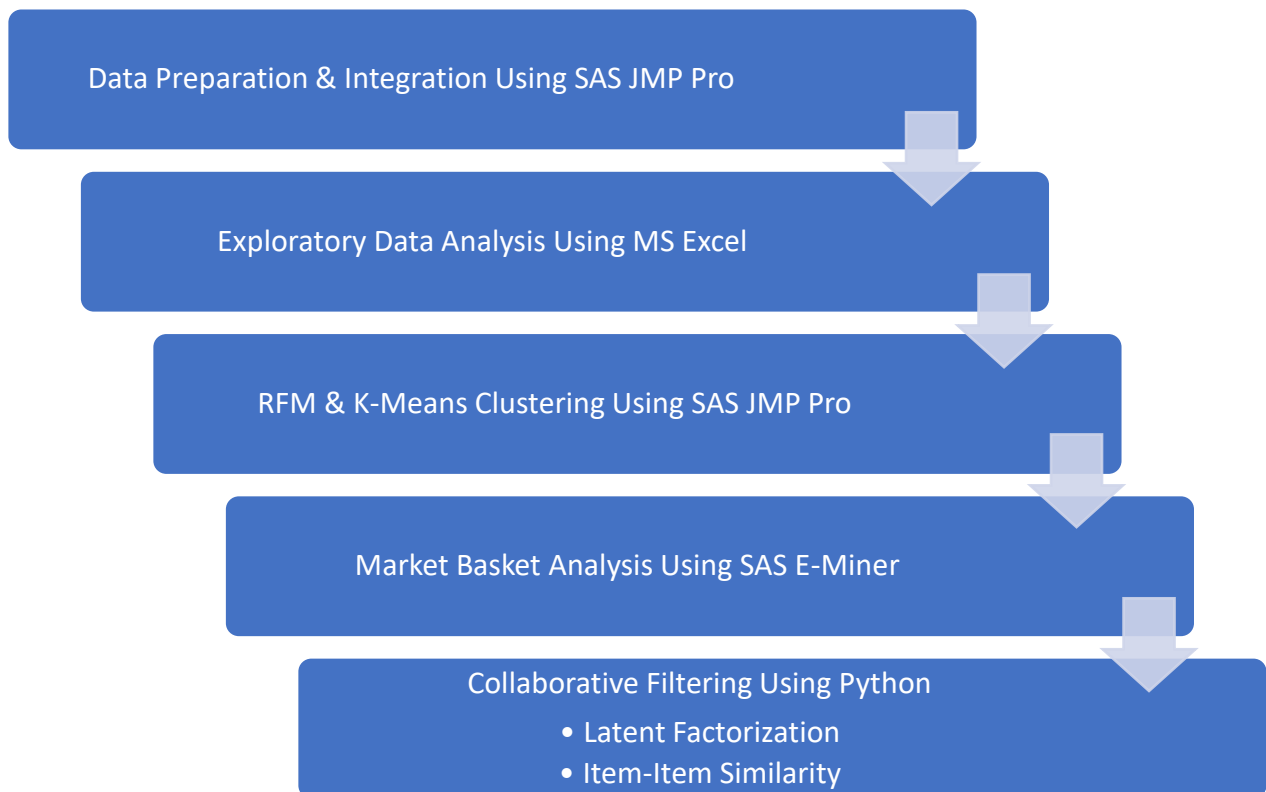 Data Preparation & Integration Using SAS JMP Pro
Exploratory Data Analysis Using MS Excel
RFM & K-Means Clustering Using SAS JMP Pro
Market Basket Analysis Using SAS E-Miner
Collaborative Filtering Using Python
• Latent Factorization
• Item-Item Similarity